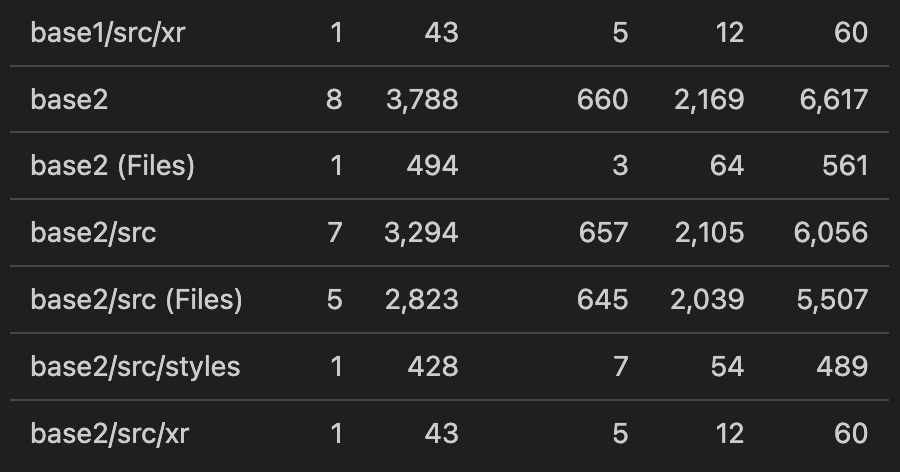 base1/src/xr 1 43 5 12 60
base2 8 3,788 660 2,169 6,617
base2 (Files) 1 494 3 64 561
base2/src 7 3,294 657 2,105 6,056
base2/src (Files) 5 2,823 645 2,039 5,507
base2/src/styles 1 428 7 54 489
base2/src/xr 1 43 5 12 60